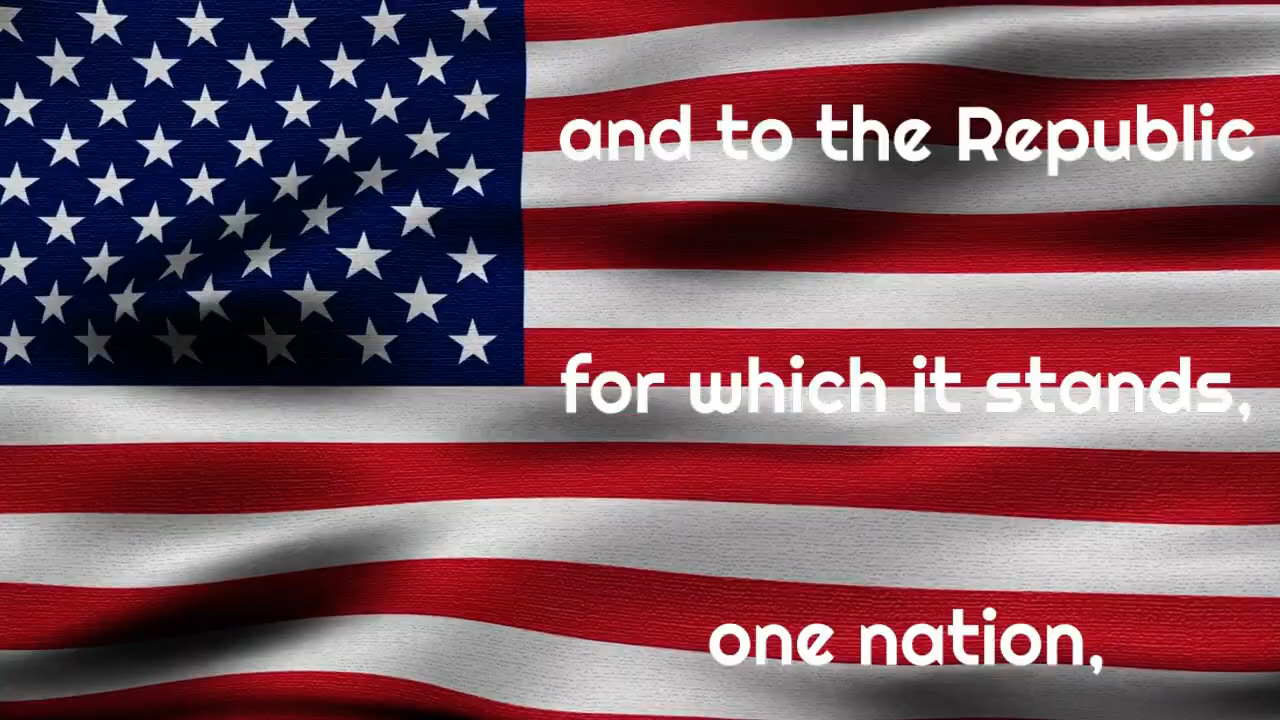 and to the Republic
for which it stands,
one nation,